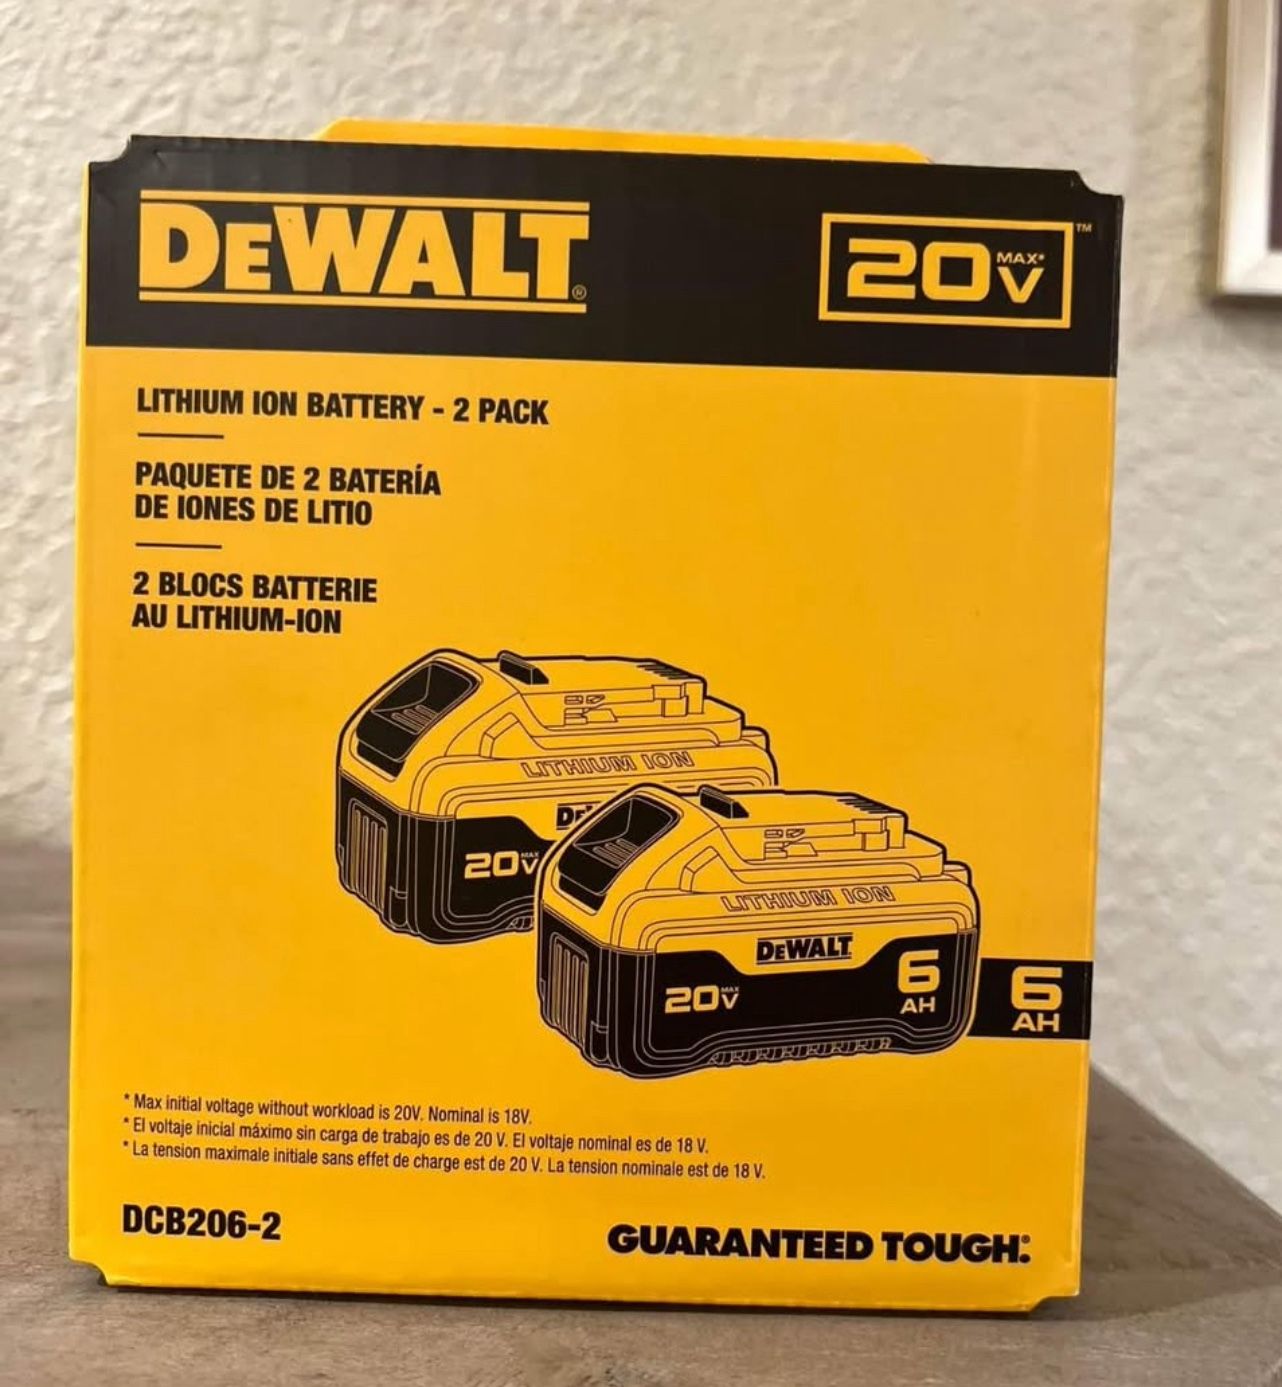 DEWALT®
20V MAX* ™
LITHIUM ION BATTERY - 2 PACK
PAQUETE DE 2 BATERÍA
DE IONES DE LITIO
2 BLOCS BATTERIE
AU LITHIUM-ION
LITHIUM ION
DE
20V MAX
LITHIUM ION
DEWALT
20V MAX
6
AH
6
AH
* Max initial voltage without workload is 20V. Nominal is 18V.
* El voltaje inicial máximo sin carga de trabajo es de 20 V. El voltaje nominal es de 18 V.
* La tension maximale initiale sans effet de charge est de 20 V. La tension nominale est de 18 V.
DCB206-2
GUARANTEED TOUGH.®